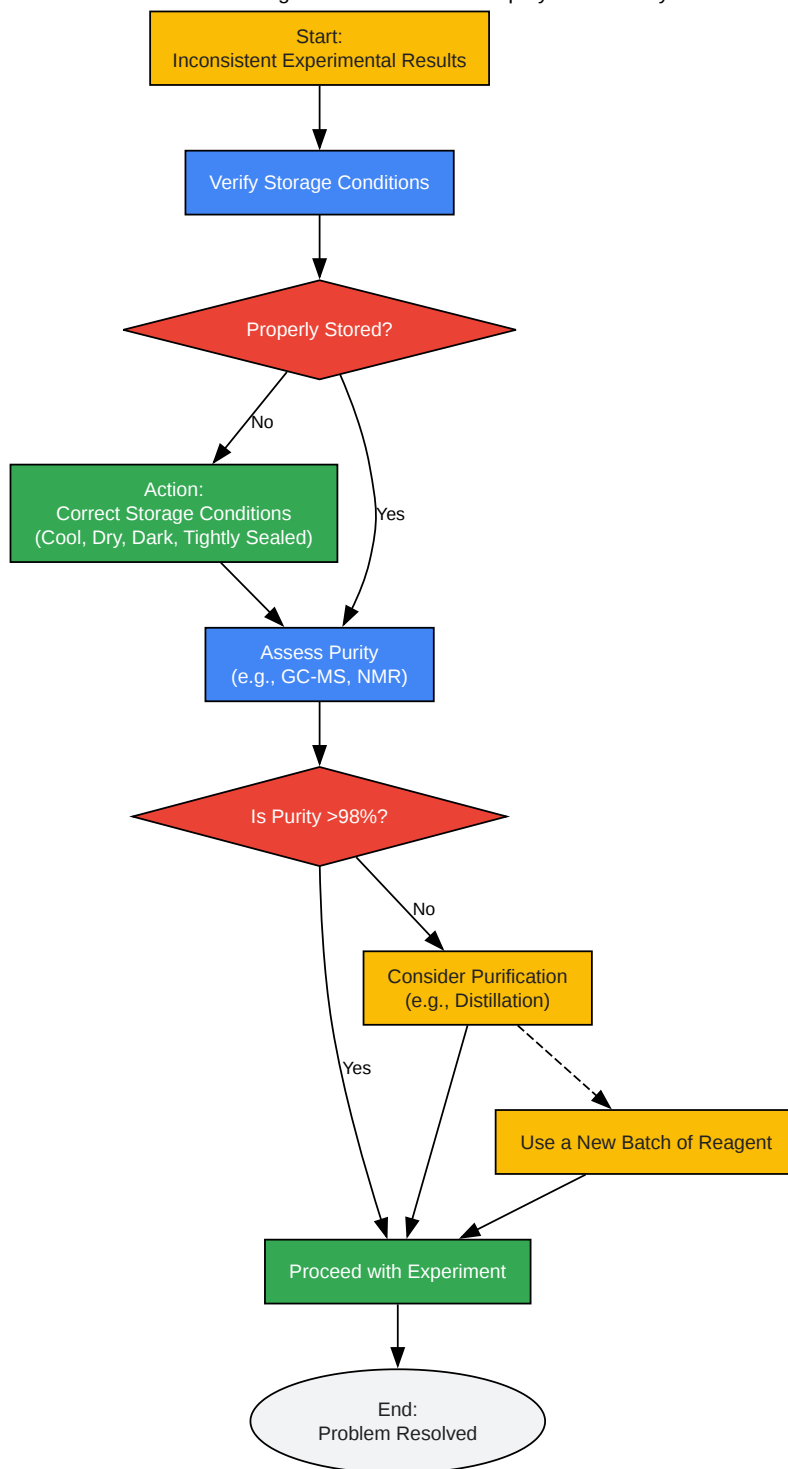 Start:
Inconsistent Experimental Results
Verify Storage Conditions
Properly Stored?
No
Action:
Correct Storage Conditions
(Cool, Dry, Dark, Tightly Sealed)
Yes
Assess Purity
(e.g., GC-MS, NMR)
Is Purity >98%?
No
Consider Purification
(e.g., Distillation)
Yes
Use a New Batch of Reagent
Proceed with Experiment
End:
Problem Resolved